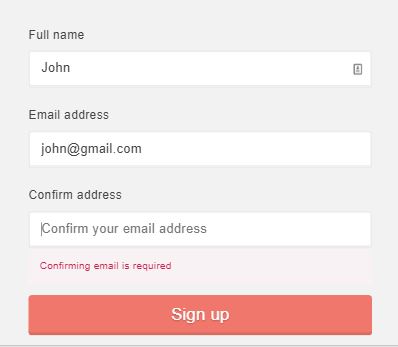 Full name
John
Email address
john@gmail.com
Confirm address
Confirm your email address
Confirming email is required
Sign up